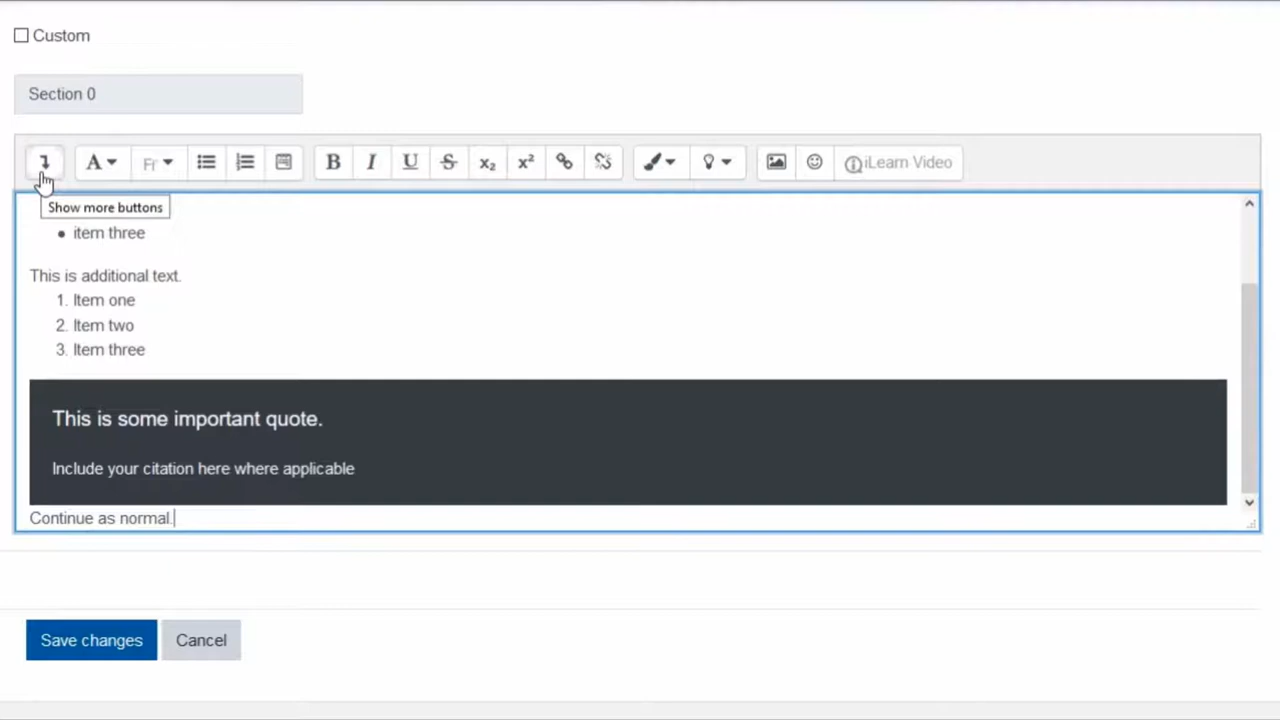 Custom
Section 0
A Fr B I U S x₂ x² iLearn Video
Show more buttons
item three
This is additional text.
1. Item one
2. Item two
3. Item three
This is some important quote.
Include your citation here where applicable
Continue as normal.
Save changes Cancel